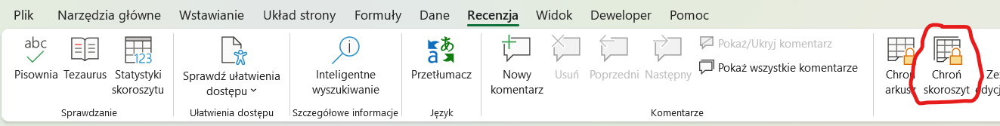 Plik Narzędzia główne Wstawianie Układ strony Formuły Dane Recenzja Widok Deweloper Pomoc
abc
Pisownia
Tezaurus
123
Statystyki
skoroszytu
Sprawdzanie
Sprawdź ułatwienia
dostępu
Ułatwienia dostępu
Inteligentne
wyszukiwanie
Szczegółowe informacje
a あ
Przetłumacz
Język
Nowy
komentarz
Usuń
Poprzedni
Następny
Pokaż/Ukryj komentarz
Pokaż wszystkie komentarze
Komentarze
Chroń
arkusz
Chroń
skoroszyt